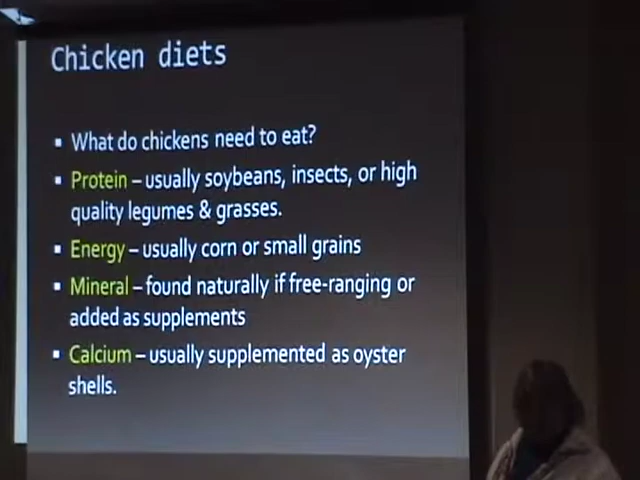 Chicken diets
▪ What do chickens need to eat?
▪ Protein – usually soybeans, insects, or high
quality legumes & grasses.
▪ Energy – usually corn or small grains
▪ Mineral – found naturally if free-ranging or
added as supplements
▪ Calcium – usually supplemented as oyster
shells.